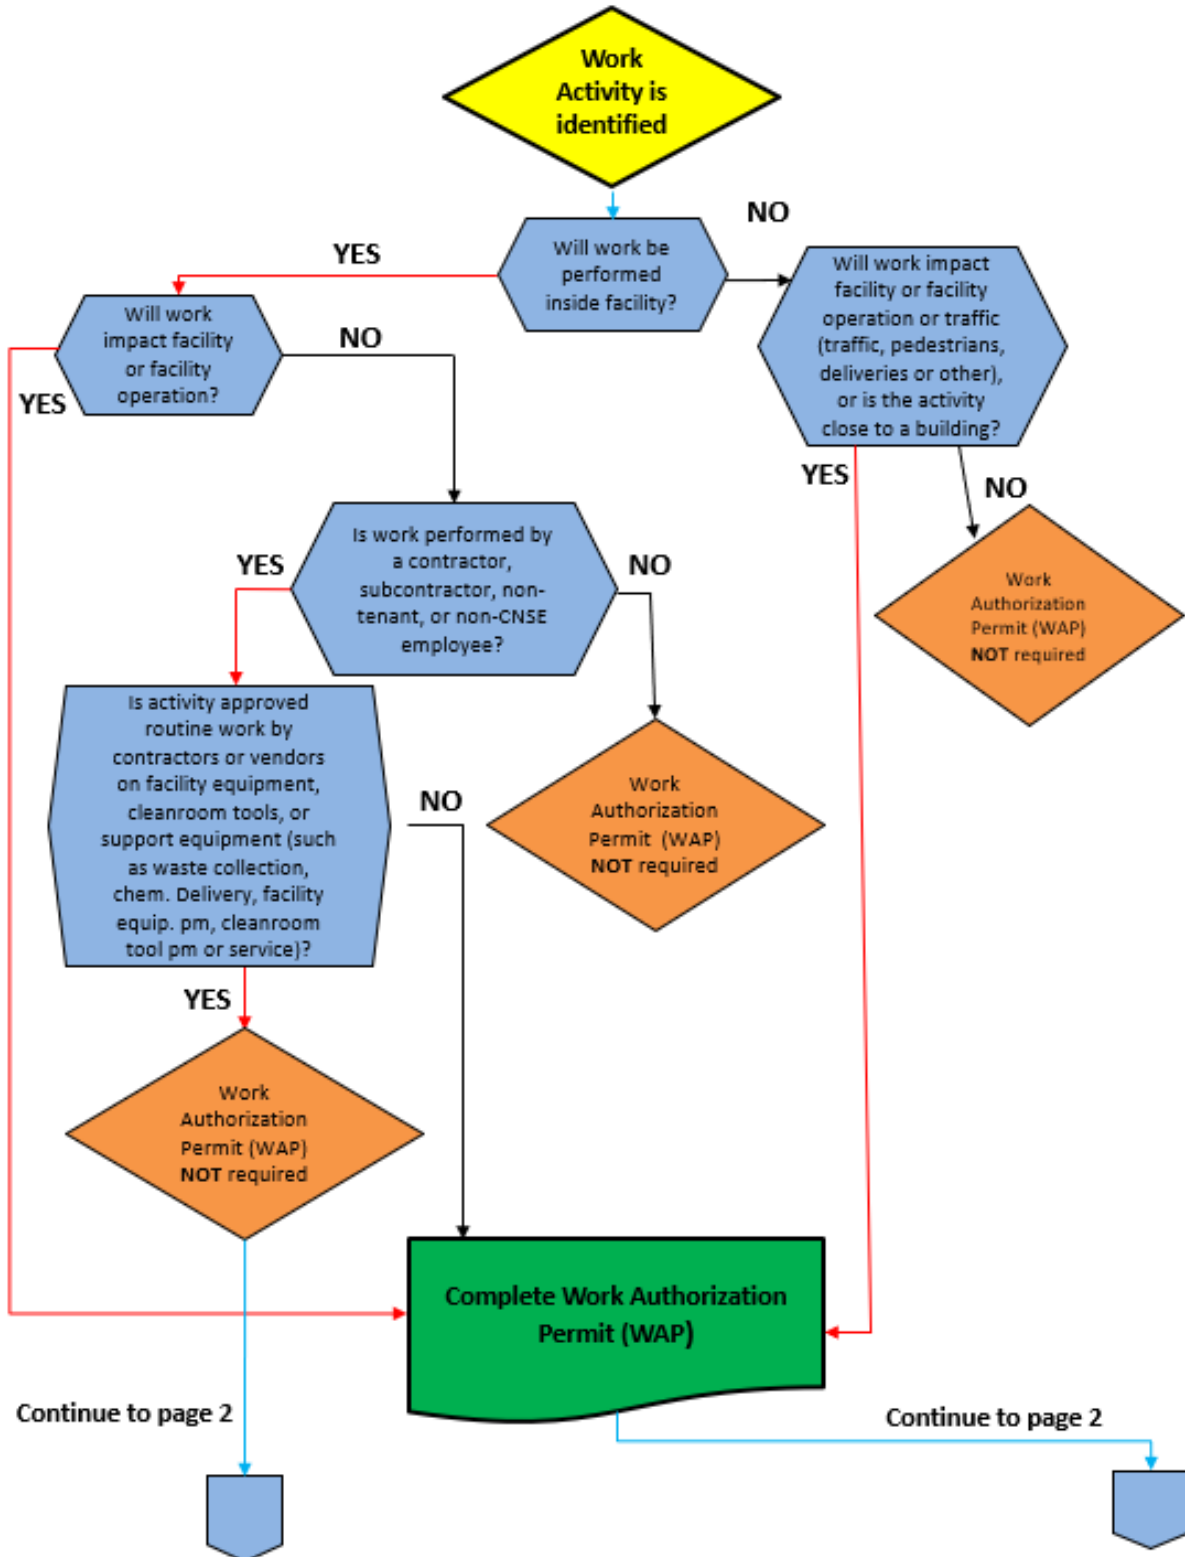 Work
Activity is
identified
NO
YES
Will work be
performed
inside facility?
Will work impact
facility or facility
operation or traffic
(traffic, pedestrians,
deliveries or other),
or is the activity
close to a building?
Will work
impact facility
or facility
operation?
NO
YES
YES
NO
Is work performed by
a contractor,
subcontractor, non-
tenant, or non-CNSE
employee?
YES
NO
Work
Authorization
Permit (WAP)
NOT required
Is activity approved
routine work by
contractors or vendors
on facility equipment,
cleanroom tools, or
support equipment (such
as waste collection,
chem. Delivery, facility
equip. pm, cleanroom
tool pm or service)?
NO
Work
Authorization
Permit (WAP)
NOT required
YES
Work
Authorization
Permit (WAP)
NOT required
Complete Work Authorization
Permit (WAP)
Continue to page 2
Continue to page 2